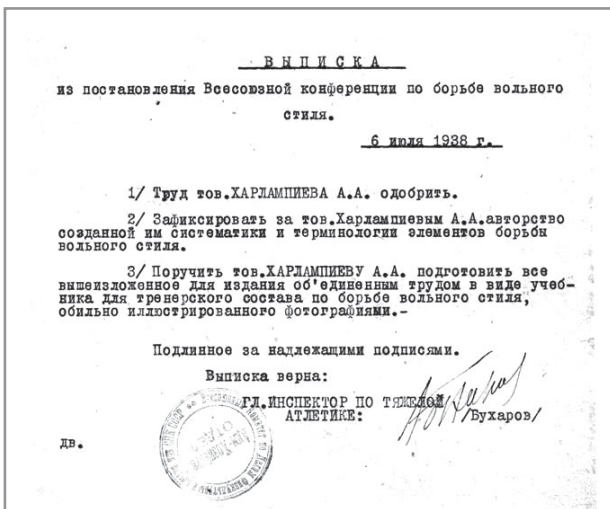 ВЫПИСКА
из постановления Всесоюзной конференции по борьбе вольного
стиля.
6 июля 1938 г.
1/ Труд тов.ХАРЛАМПИЕВА А.А. одобрить.
2/ Зафиксировать за тов.Харлампиевым А.А.авторство
созданной им систематики и терминологии элементов борьбы
вольного стиля.
3/ Поручить тов.ХАРЛАМПИЕВУ А.А. подготовить все
вышеизложенное для издания об'единенным трудом в виде учеб-
ника для тренерского состава по борьбе вольного стиля,
обильно иллюстрированного фотографиями.-
Подлинное за надлежащими подписями.
Выписка верна:
ГЛ.ИНСПЕКТОР ПО ТЯЖЕЛОЙ
АТЛЕТИКЕ:
/Бухаров/
дв.